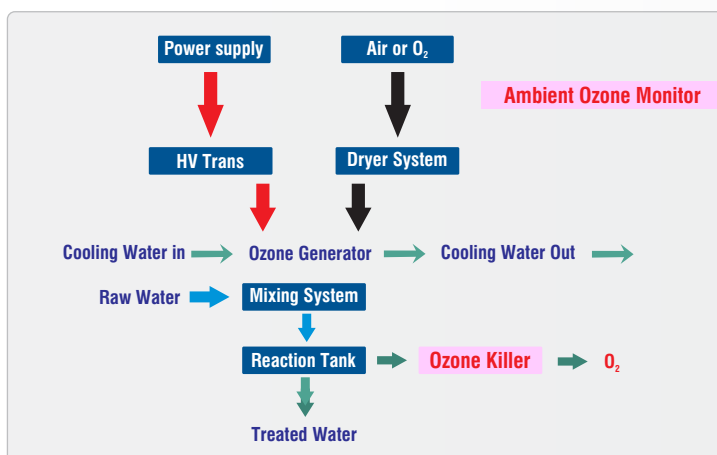 Power supply
Air or O₂
Ambient Ozone Monitor
HV Trans
Dryer System
Cooling Water in
Ozone Generator
Cooling Water Out
Raw Water
Mixing System
Reaction Tank
Ozone Killer
O₂
Treated Water